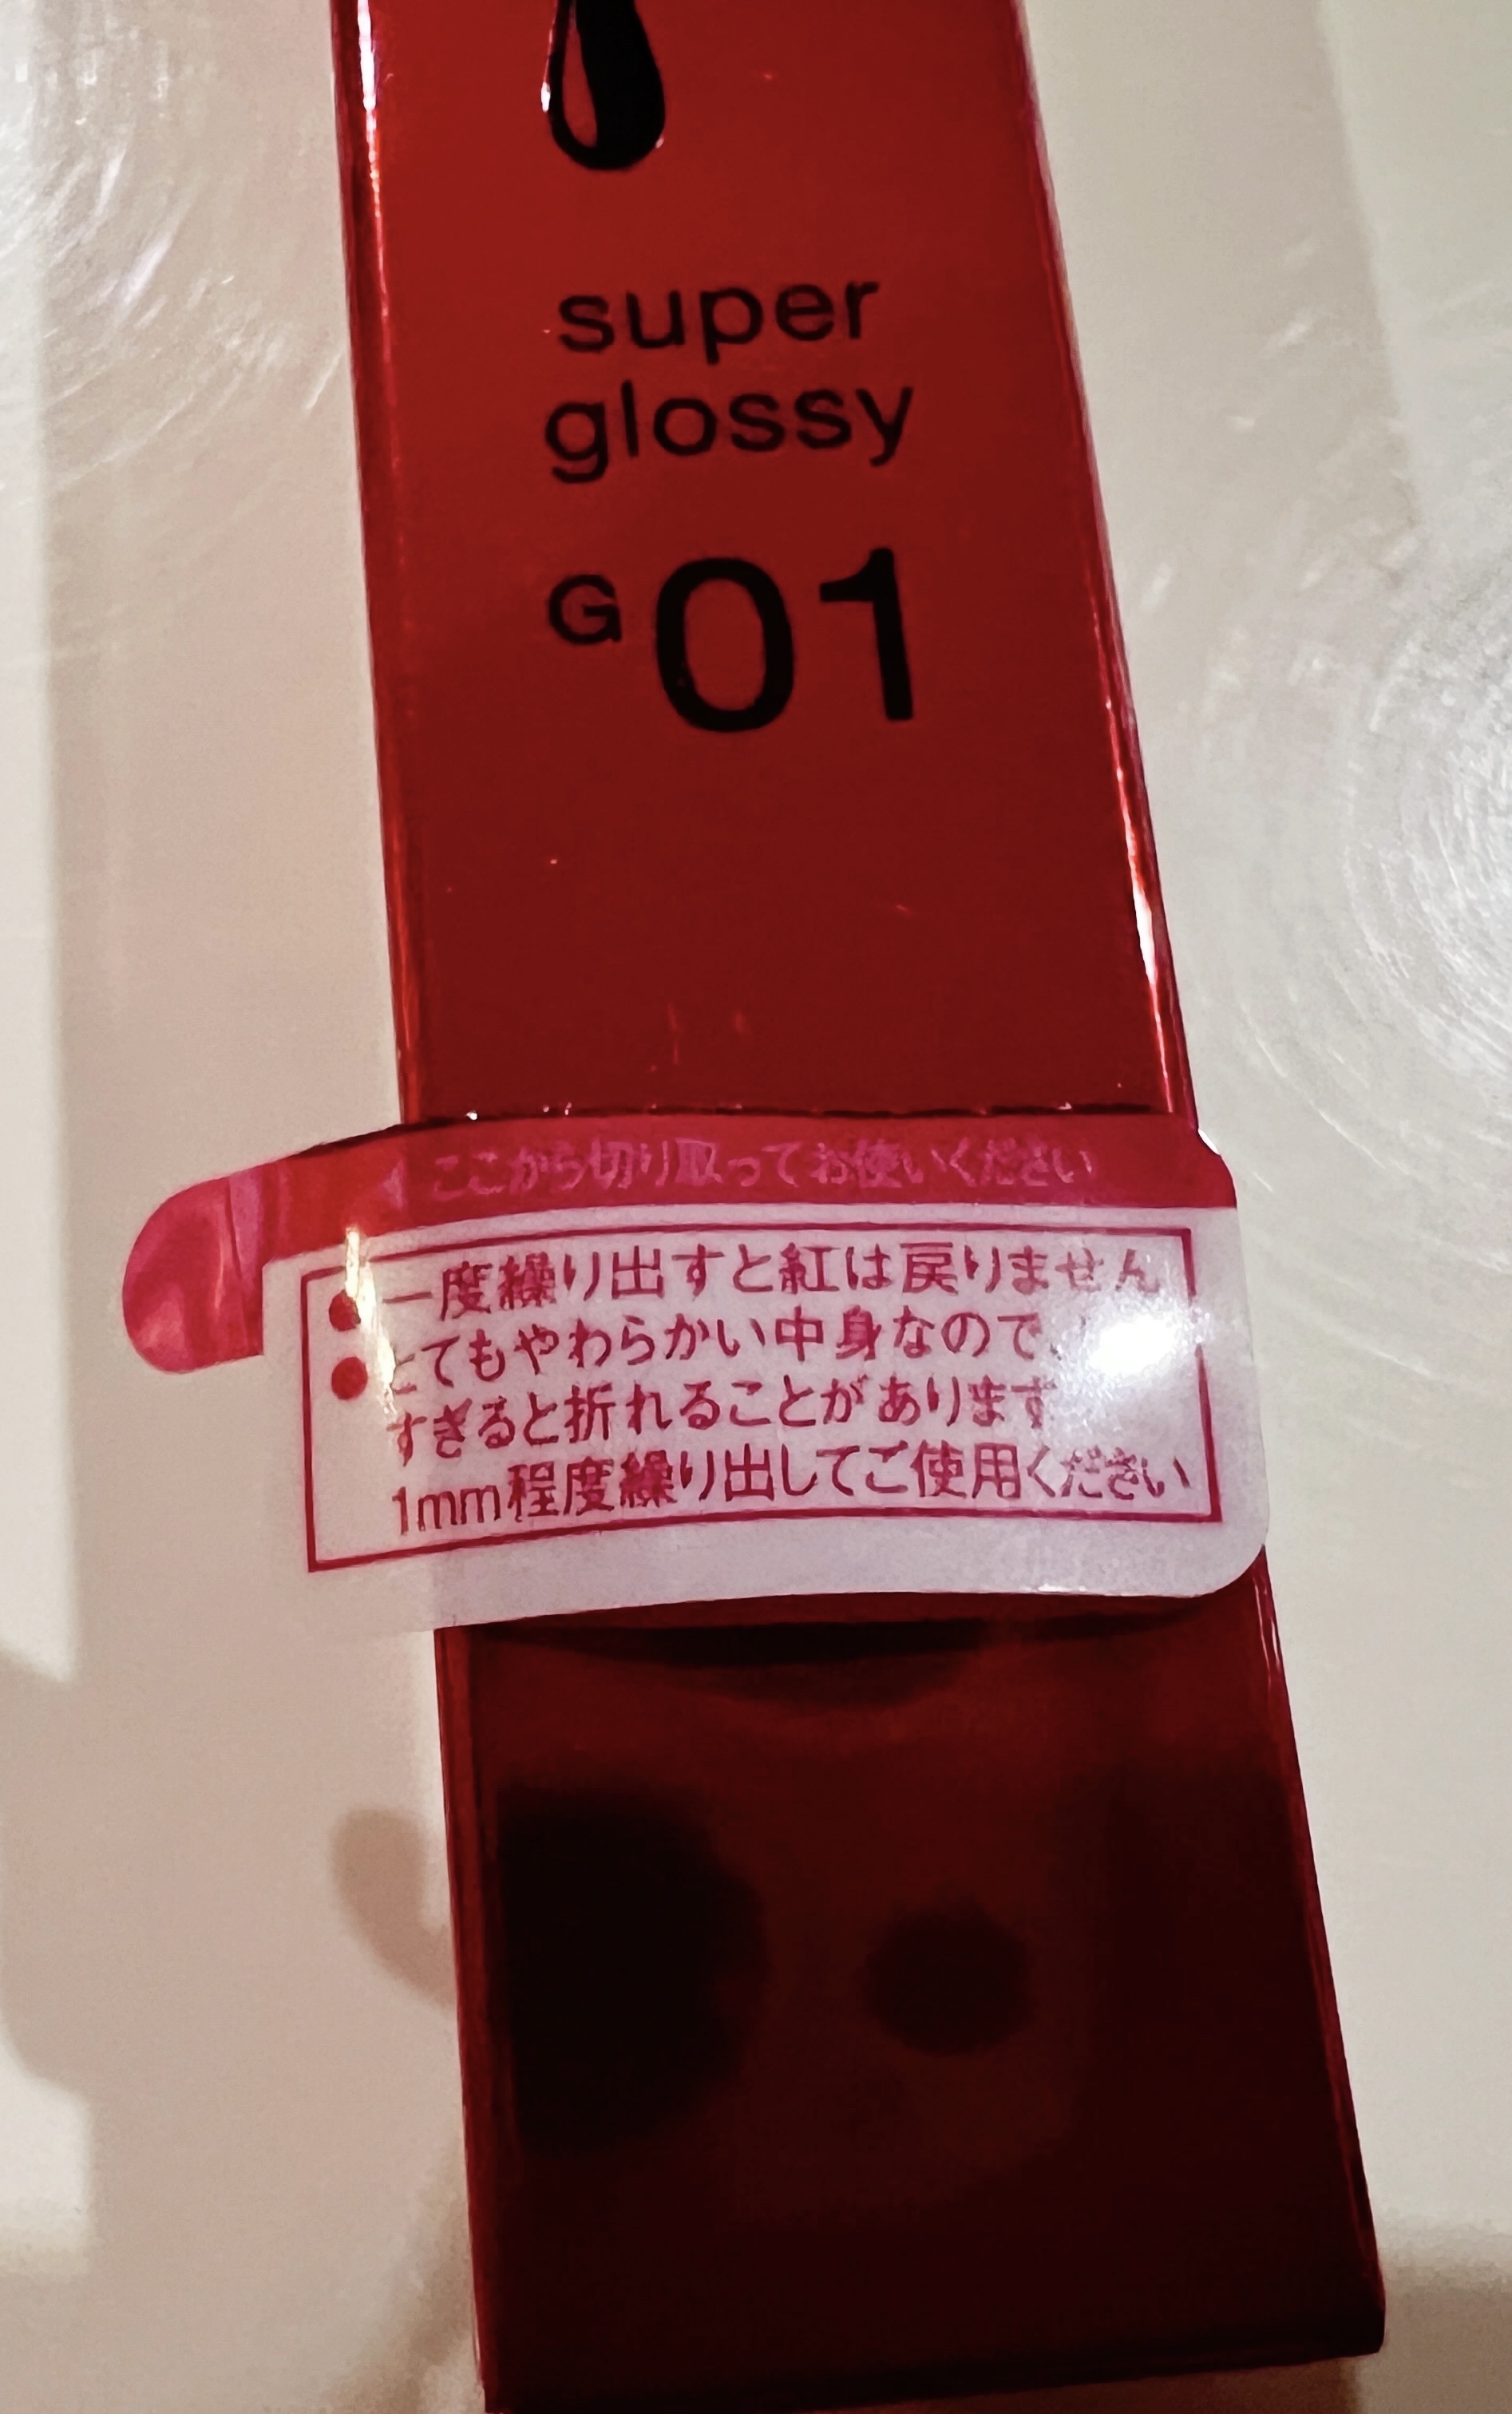 super
glossy
G01
ここから切り取ってお使いください
●一度繰り出すと紅は戻りません
●とてもやわらかい中身なので、
すぎると折れることがあります
1mm程度繰り出してご使用ください